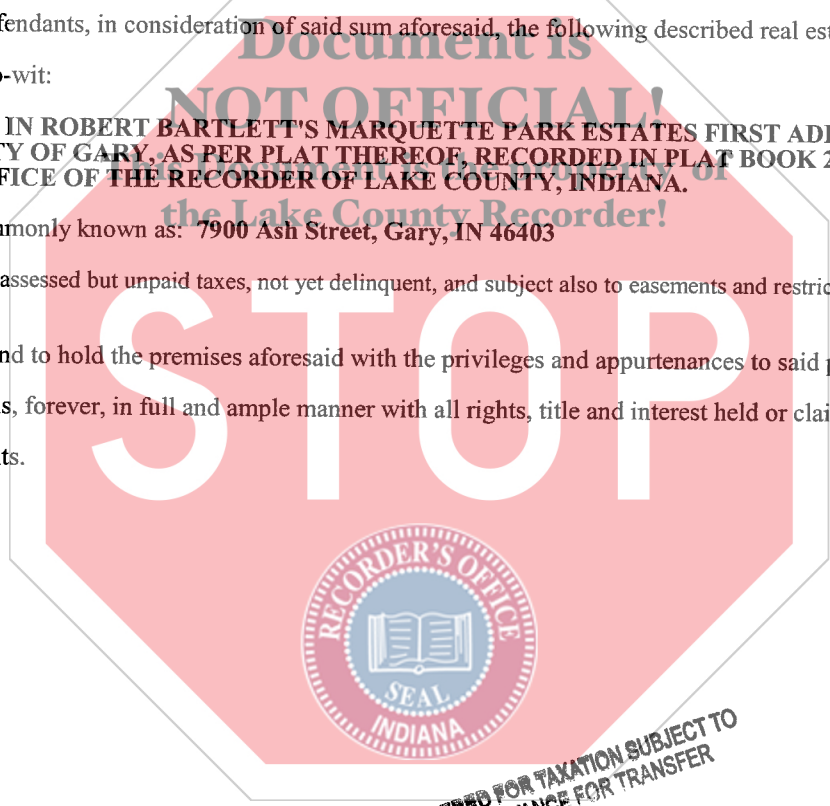 fendants, in consideration of said sum aforesaid, the following described real est
Document is
o-wit:
NOT OFFICIAL!
IN ROBERT BARTLETT'S MARQUETTE PARK ESTATES FIRST ADD
TY OF GARY, AS PER PLAT THEREOF, RECORDED IN PLAT BOOK 2
This Document is the property of
FICE OF THE RECORDER OF LAKE COUNTY, INDIANA.
the Lake County Recorder!
mmonly known as: 7900 Ash Street, Gary, IN 46403
assessed but unpaid taxes, not yet delinquent, and subject also to easements and restric
nd to hold the premises aforesaid with the privileges and appurtenances to said p
s, forever, in full and ample manner with all rights, title and interest held or clai
ts.
STOP
RECORDER'S OFFICE
SEAL
INDIANA
FOR TAXATION SUBJECT TO
FOR TRANSFER